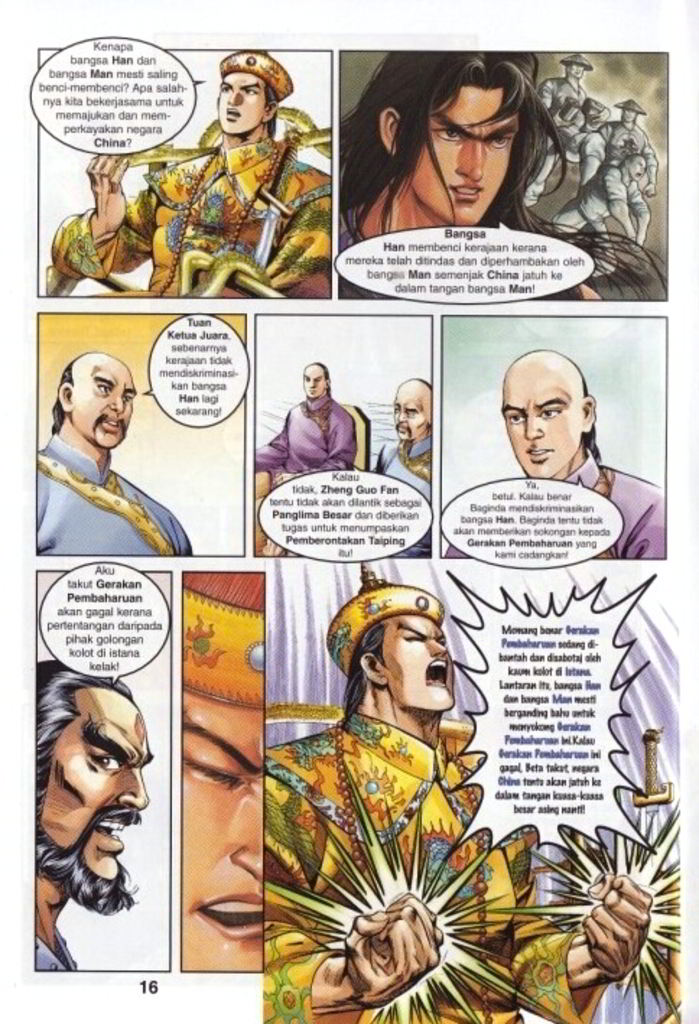 Kenapa
bangsa Han dan
bangsa Man mesti saling
benci-membenci? Apa salah-
nya kita bekerjasama untuk
memajukan dan mem-
perkayakan negara
China?
Bangsa
Han membenci kerajaan kerana
mereka telah ditindas dan diperhambakan oleh
bangsa Man semenjak China jatuh ke
dalam tangan bangsa Man!
Tuan
Ketua Juara,
sebenarnya
kerajaan tidak
mendiskriminasi-
kan bangsa
Han lagi
sekarang!
Kalau
tidak, Zheng Guo Fan
tentu tidak akan dilantik sebagai
Panglima Besar dan diberikan
tugas untuk menumpaskan
Pemberontakan Taiping
itu!
Ya,
betul. Kalau benar
Baginda mendiskriminasikan
bangsa Han, Baginda tentu tidak
akan memberikan sokongan kepada
Gerakan Pembaharuan yang
kami cadangkan!
Aku
takut Gerakan
Pembaharuan
akan gagal kerana
pertentangan daripada
pihak golongan
kolot di istana
kelak!
Memang benar Gerakan
Pembaharuan sedang di-
bantah dan disabotaj oleh
kaum kolot di Istana.
Lantaran itu, bangsa Han
dan bangsa Man mesti
berganding bahu untuk
menyokong Gerakan
Pembaharuan ini.Kalau
Gerakan Pembaharuan ini
gagal, Beta takut, negara
China tentu akan jatuh ke
dalam tangan kuasa-kuasa
besar asing nanti!
16